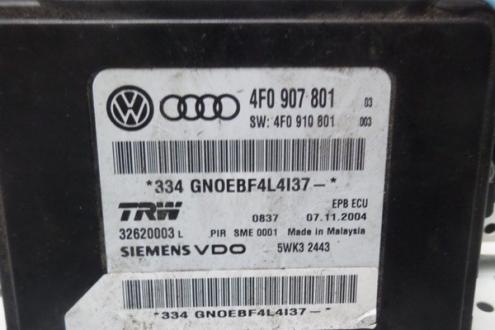 4F0 907 801 03
SW: 4F0 910 801 003
*334 GNOEBF4L4I37-*
TRW EPB ECU
0837 07.11.2004
32620003 L PIR SME 0001 Made in Malaysia
SIEMENS VDO 5WK3 2443
*334 GNOEBF4L4I37-*